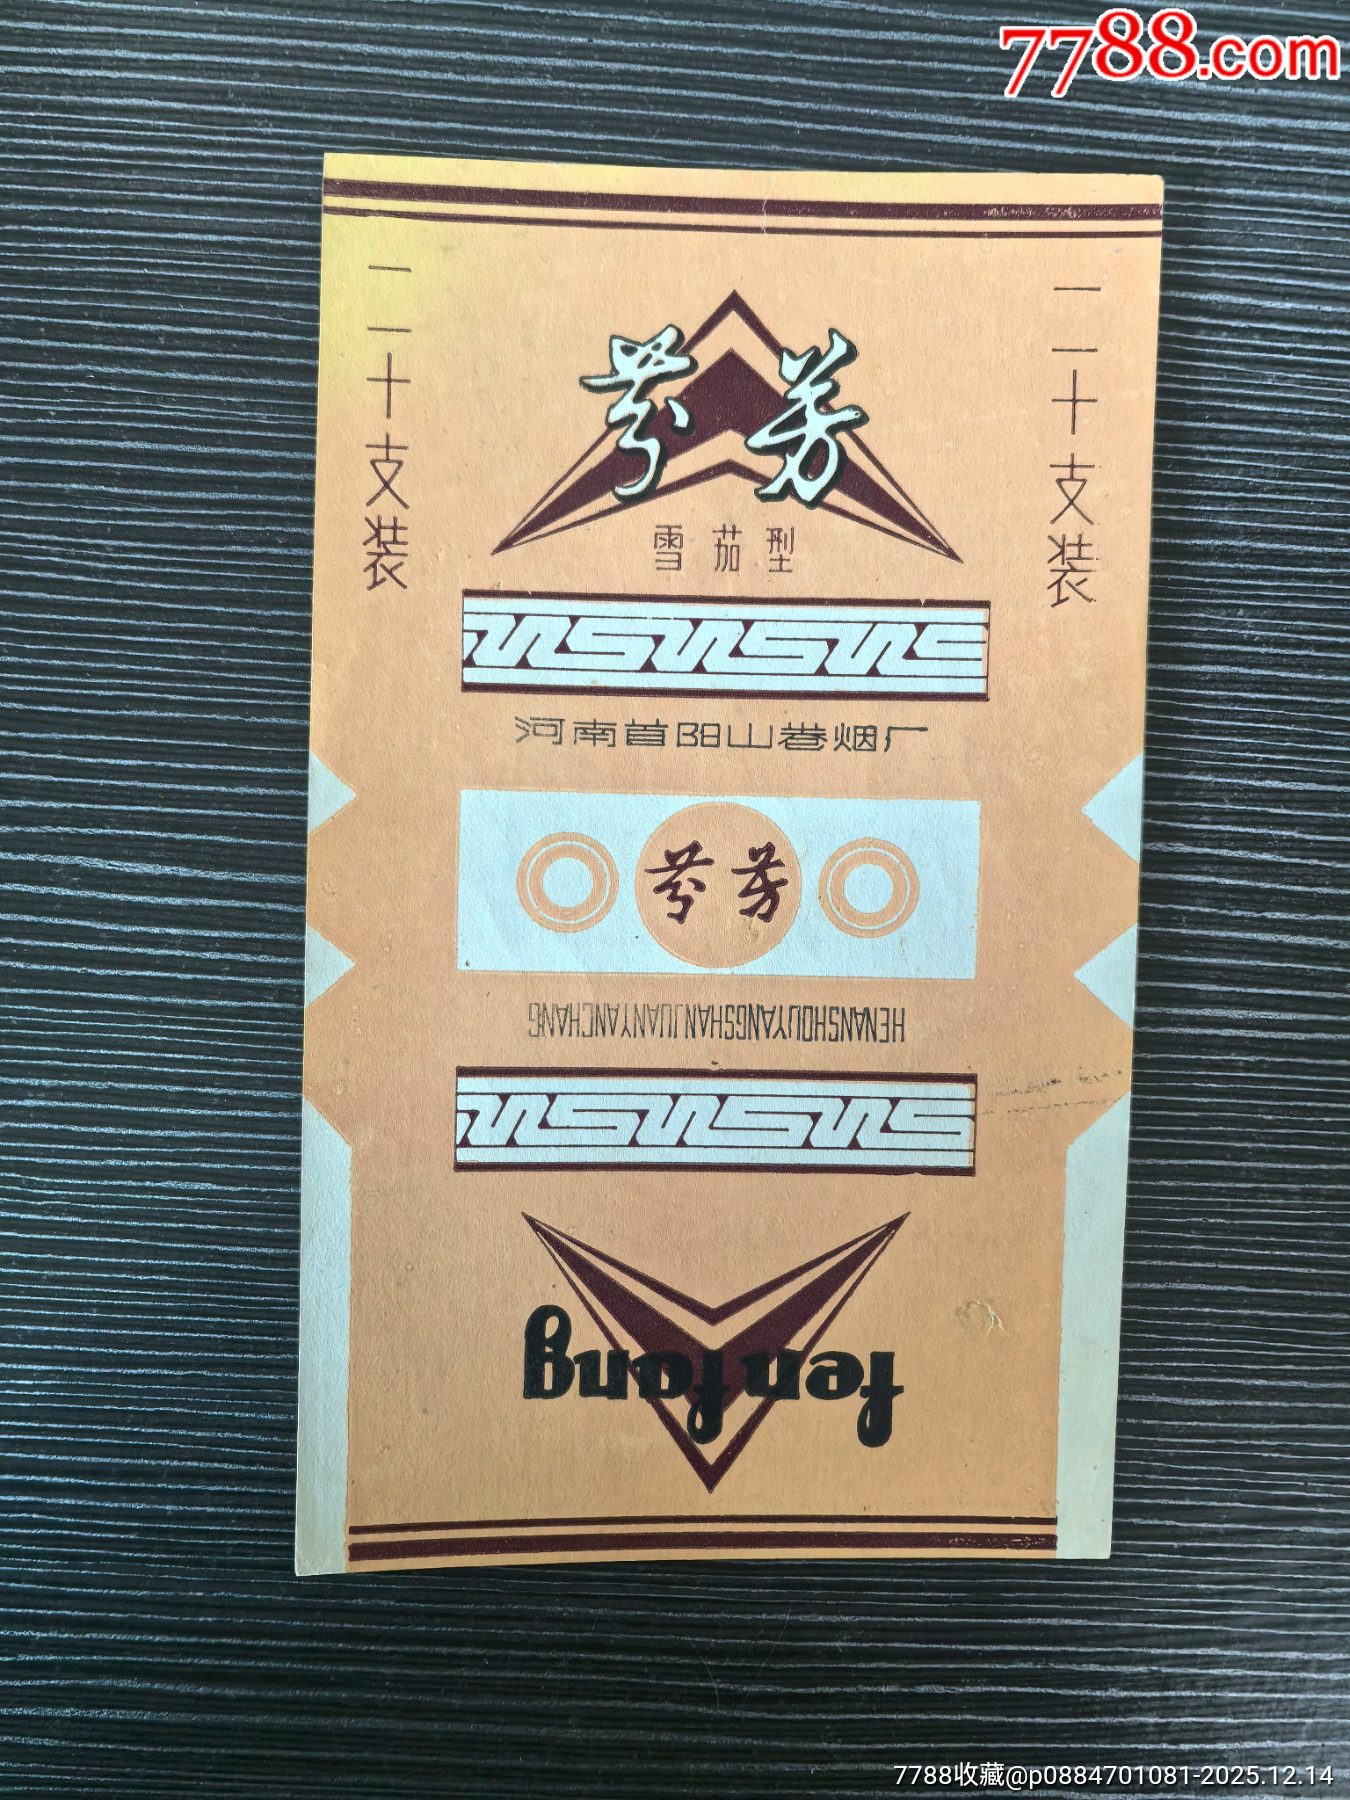 7788.com
二十支装
二十支装
芬芳
雪茄型
河南首阳山卷烟厂
芬芳
HENANSHOUYANGSHANJUANYANCHANG
fenfang
7788收藏@p0884701081-2025.12.14